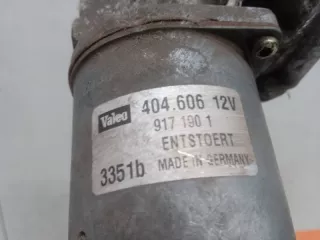 Valeo 404.606 12V
917 190 1
ENTSTOERT
3351b MADE IN GERMANY